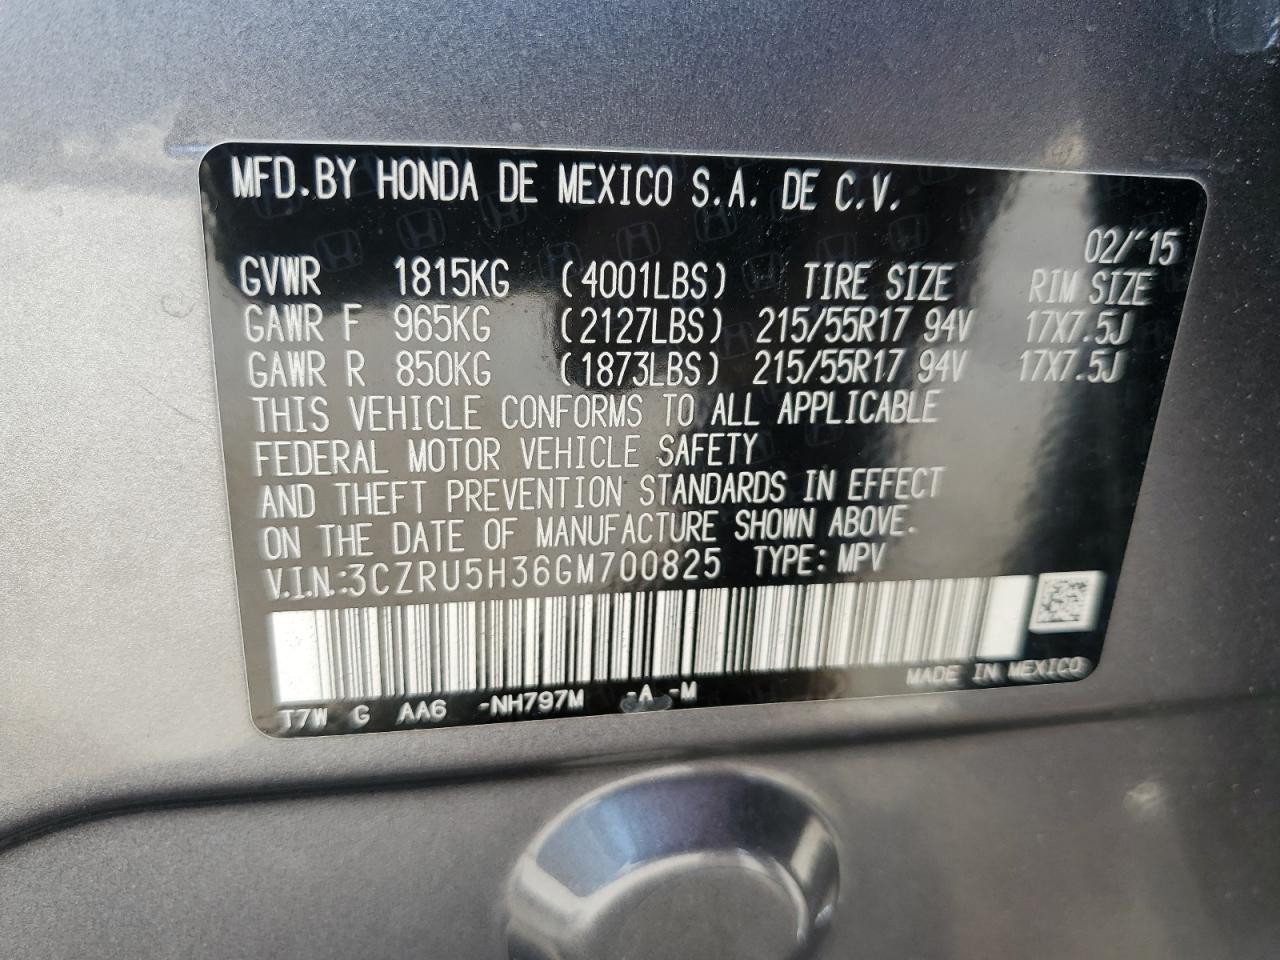 MFD.BY HONDA DE MEXICO S.A. DE C.V.
02/'15
GVWR 1815KG (4001LBS) TIRE SIZE RIM SIZE
GAWR F 965KG (2127LBS) 215/55R17 94V 17X7.5J
GAWR R 850KG (1873LBS) 215/55R17 94V 17X7.5J
THIS VEHICLE CONFORMS TO ALL APPLICABLE
FEDERAL MOTOR VEHICLE SAFETY
AND THEFT PREVENTION STANDARDS IN EFFECT
ON THE DATE OF MANUFACTURE SHOWN ABOVE.
V.I.N.:3CZRU5H36GM700825 TYPE: MPV
MADE IN MEXICO
T7W G AA6 -NH797M -A -M